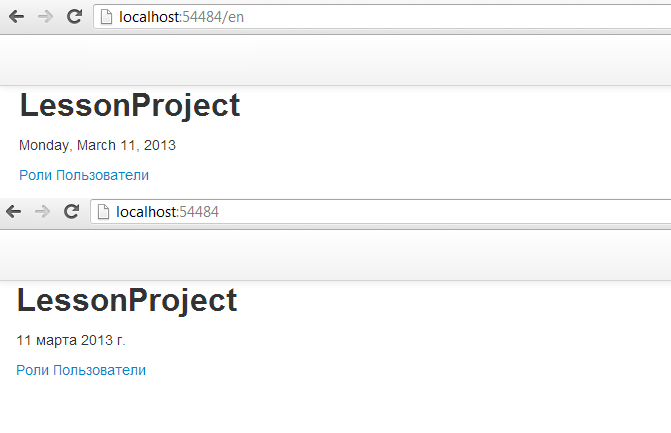 localhost:54484/en
LessonProject
Monday, March 11, 2013
Роли Пользователи
localhost:54484
LessonProject
11 марта 2013 г.
Роли Пользователи